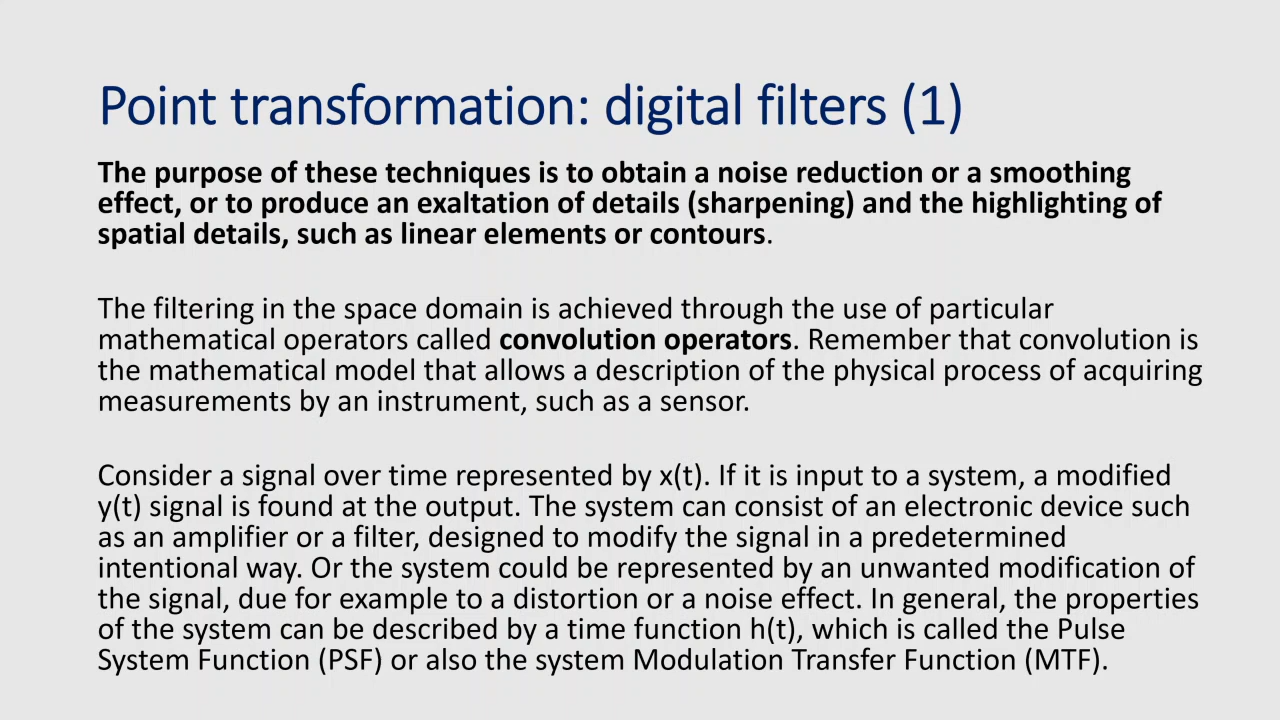 Point transformation: digital filters (1)
The purpose of these techniques is to obtain a noise reduction or a smoothing
effect, or to produce an exaltation of details (sharpening) and the highlighting of
spatial details, such as linear elements or contours.
The filtering in the space domain is achieved through the use of particular
mathematical operators called convolution operators. Remember that convolution is
the mathematical model that allows a description of the physical process of acquiring
measurements by an instrument, such as a sensor.
Consider a signal over time represented by x(t). If it is input to a system, a modified
y(t) signal is found at the output. The system can consist of an electronic device such
as an amplifier or a filter, designed to modify the signal in a predetermined
intentional way. Or the system could be represented by an unwanted modification of
the signal, due for example to a distortion or a noise effect. In general, the properties
of the system can be described by a time function h(t), which is called the Pulse
System Function (PSF) or also the system Modulation Transfer Function (MTF).